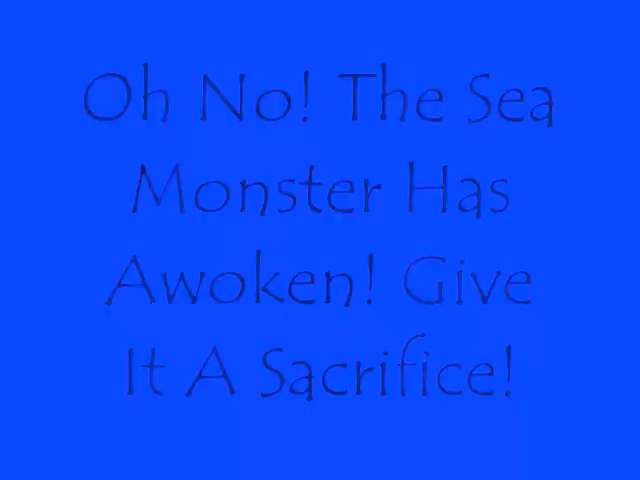 Oh No! The Sea
Monster Has
Awoken! Give
It A Sacrifice!